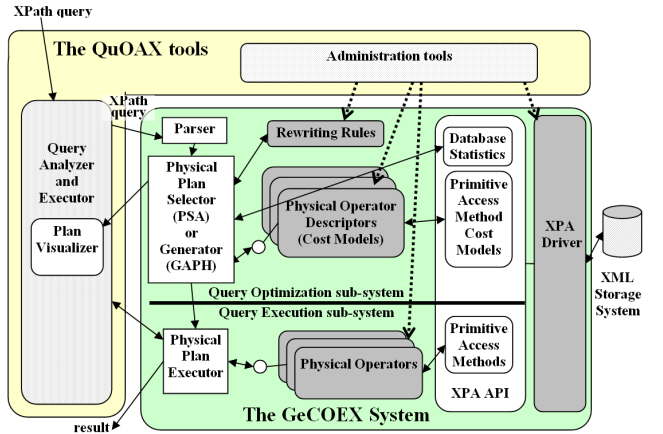 XPath query
The QuOAX tools
Administration tools
XPath
query
Query
Analyzer
and
Executor
Plan
Visualizer
Parser
Physical
Plan
Selector
(PSA)
or
Generator
(GAPH)
Rewriting Rules
Physical Operator
Descriptors
(Cost Models)
Database
Statistics
Primitive
Access
Method
Cost
Models
XPA
Driver
XML
Storage
System
Query Optimization sub-system
Query Execution sub-system
Physical
Plan
Executor
Physical Operators
Primitive
Access
Methods
XPA API
The GeCOEX System
result